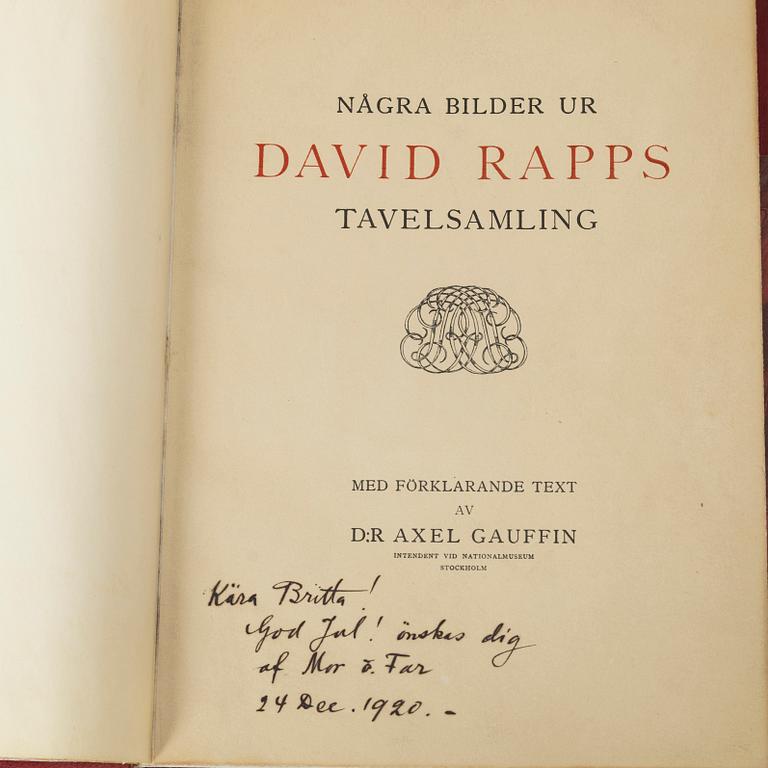 NÅGRA BILDER UR
DAVID RAPPS
TAVELSAMLING
MED FÖRKLARANDE TEXT
AV
D:R AXEL GAUFFIN
INTENDENT VID NATIONALMUSEUM
STOCKHOLM
Kära Britta!
God Jul! önskas dig
af Mor o. Far
24 Dec. 1920. -